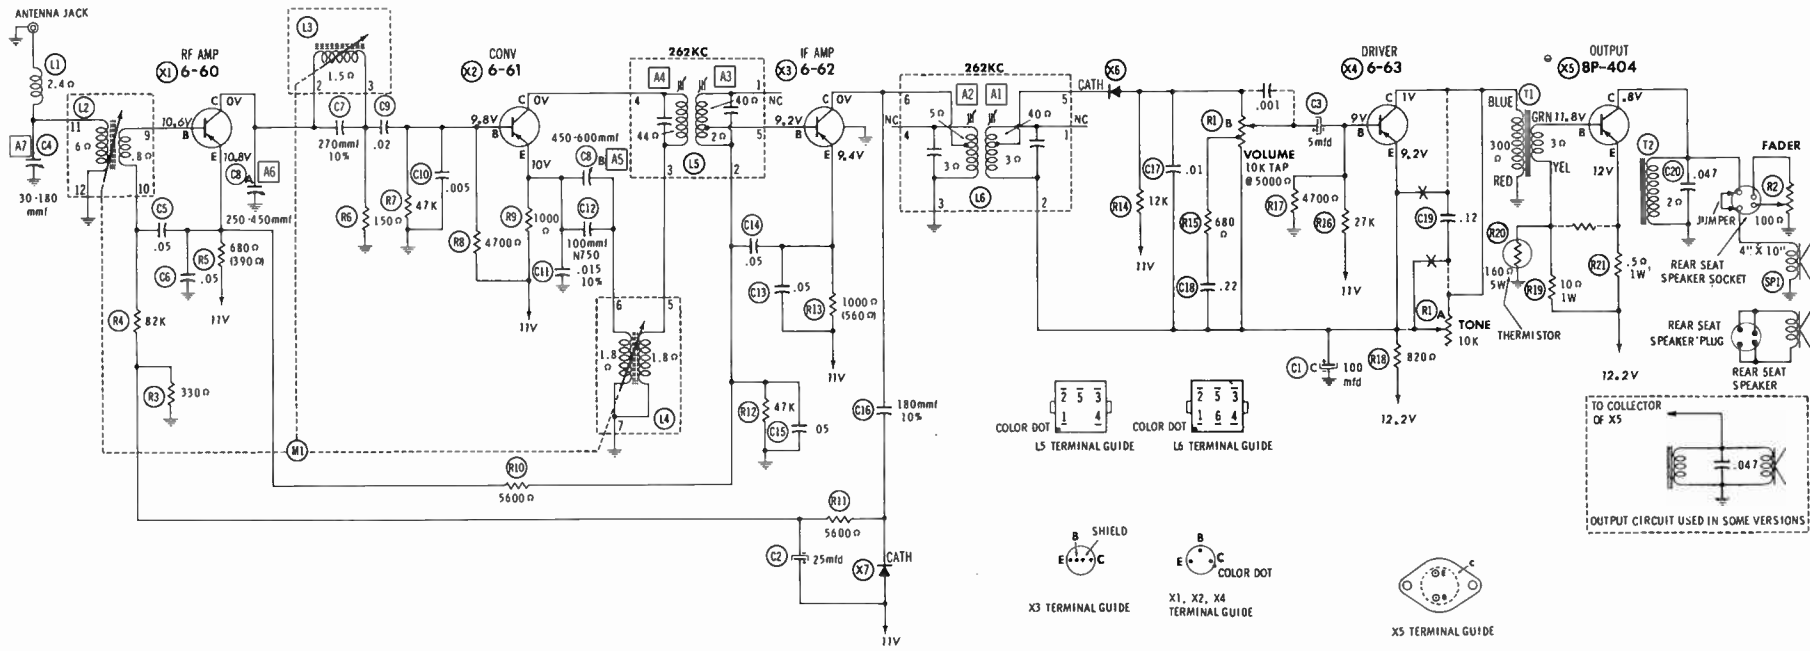 ANTENNA JACK
L1
2.4Ω
A7
C4
30-180
mmf
L2
11
6Ω
9
.8Ω
12
10
RF AMP
X1 6-60
C
0V
10.6V
B
E
10.8V
C8
A
A6
250-450mmf
C5
.05
C6
.05
R5
680Ω
(390Ω)
11V
R4
82K
R3
330Ω
L3
1.5Ω
2
3
C7
270mmf
10%
C9
.02
R6
150Ω
R7
47K
C10
.005
CONV
X2 6-61
C
0V
9.8V
B
E
10V
R8
4700Ω
R9
1000
Ω
11V
450-600mmf
C8
B
A5
C12
100mmf
N750
C11
.015
10%
262KC
A4
A3
4
44Ω
40Ω
1
NC
2Ω
5
3
L5
2
6
5
1.8
Ω
1.8Ω
7
L4
M1
R10
5600Ω
IF AMP
X3 6-62
C
0V
9.2V
B
E
9.4V
C14
.05
C13
.05
R13
1000Ω
(560Ω)
11V
R12
47K
C15
05
C16
180mmf
10%
R11
5600Ω
C2
25mfd
X7
CATH
11V
262KC
6
A2
A1
5
5Ω
40Ω
NC
4
1
3Ω
3Ω
3
L6
2
X6
CATH
.001
C3
5mfd
R1
B
VOLUME
10K TAP
@5000Ω
C17
.01
R14
12K
11V
R15
680
Ω
C18
.22
R17
4700Ω
R16
27K
11V
DRIVER
X4 6-63
C
1V
9V
B
E
9.2V
C19
.12
R1
A
TONE
10K
C1
C
100
mfd
R18
820Ω
12.2V
T1
BLUE
300
Ω
RED
GRN
3Ω
YEL
OUTPUT
X5 8P-404
C
.8V
11.8V
B
E
12V
R20
160Ω
5W
THERMISTOR
R19
10Ω
1W
R21
.5Ω
1W
12.2V
T2
2Ω
C20
.047
JUMPER
REAR SEAT
SPEAKER SOCKET
FADER
R2
100Ω
4" X 10"
SP1
REAR SEAT
SPEAKER PLUG
REAR SEAT
SPEAKER
2 5 3
1 4
COLOR DOT
L5 TERMINAL GUIDE
2 5 3
1 6 4
COLOR DOT
L6 TERMINAL GUIDE
TO COLLECTOR
OF X5
.047
OUTPUT CIRCUIT USED IN SOME VERSIONS
B SHIELD
E C
X3 TERMINAL GUIDE
B
E C
COLOR DOT
X1, X2, X4
TERMINAL GUIDE
C
E
B
X5 TERMINAL GUIDE